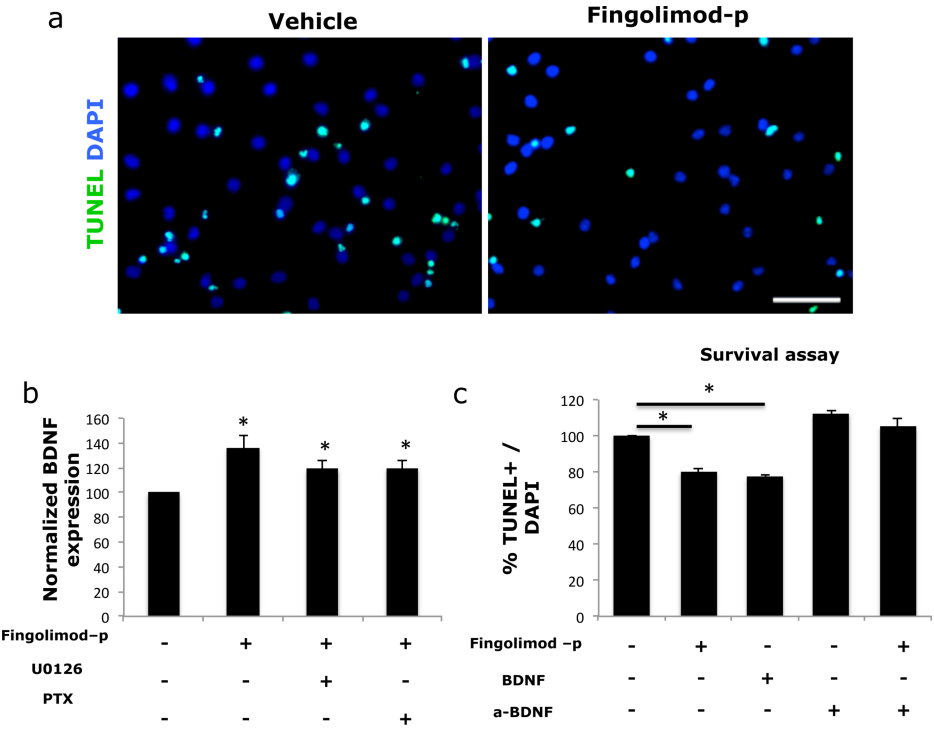 a
Vehicle
Fingolimod-p
TUNEL DAPI
Survival assay
b
Normalized BDNF
expression
160
140
120
100
80
60
40
20
0
* * *
Fingolimod–p - + + +
U0126 - - + -
PTX - - - +
c
% TUNEL+ /
DAPI
120
100
80
60
40
20
0
*
*
Fingolimod –p - + - - +
BDNF - - + - -
a-BDNF - - - + +